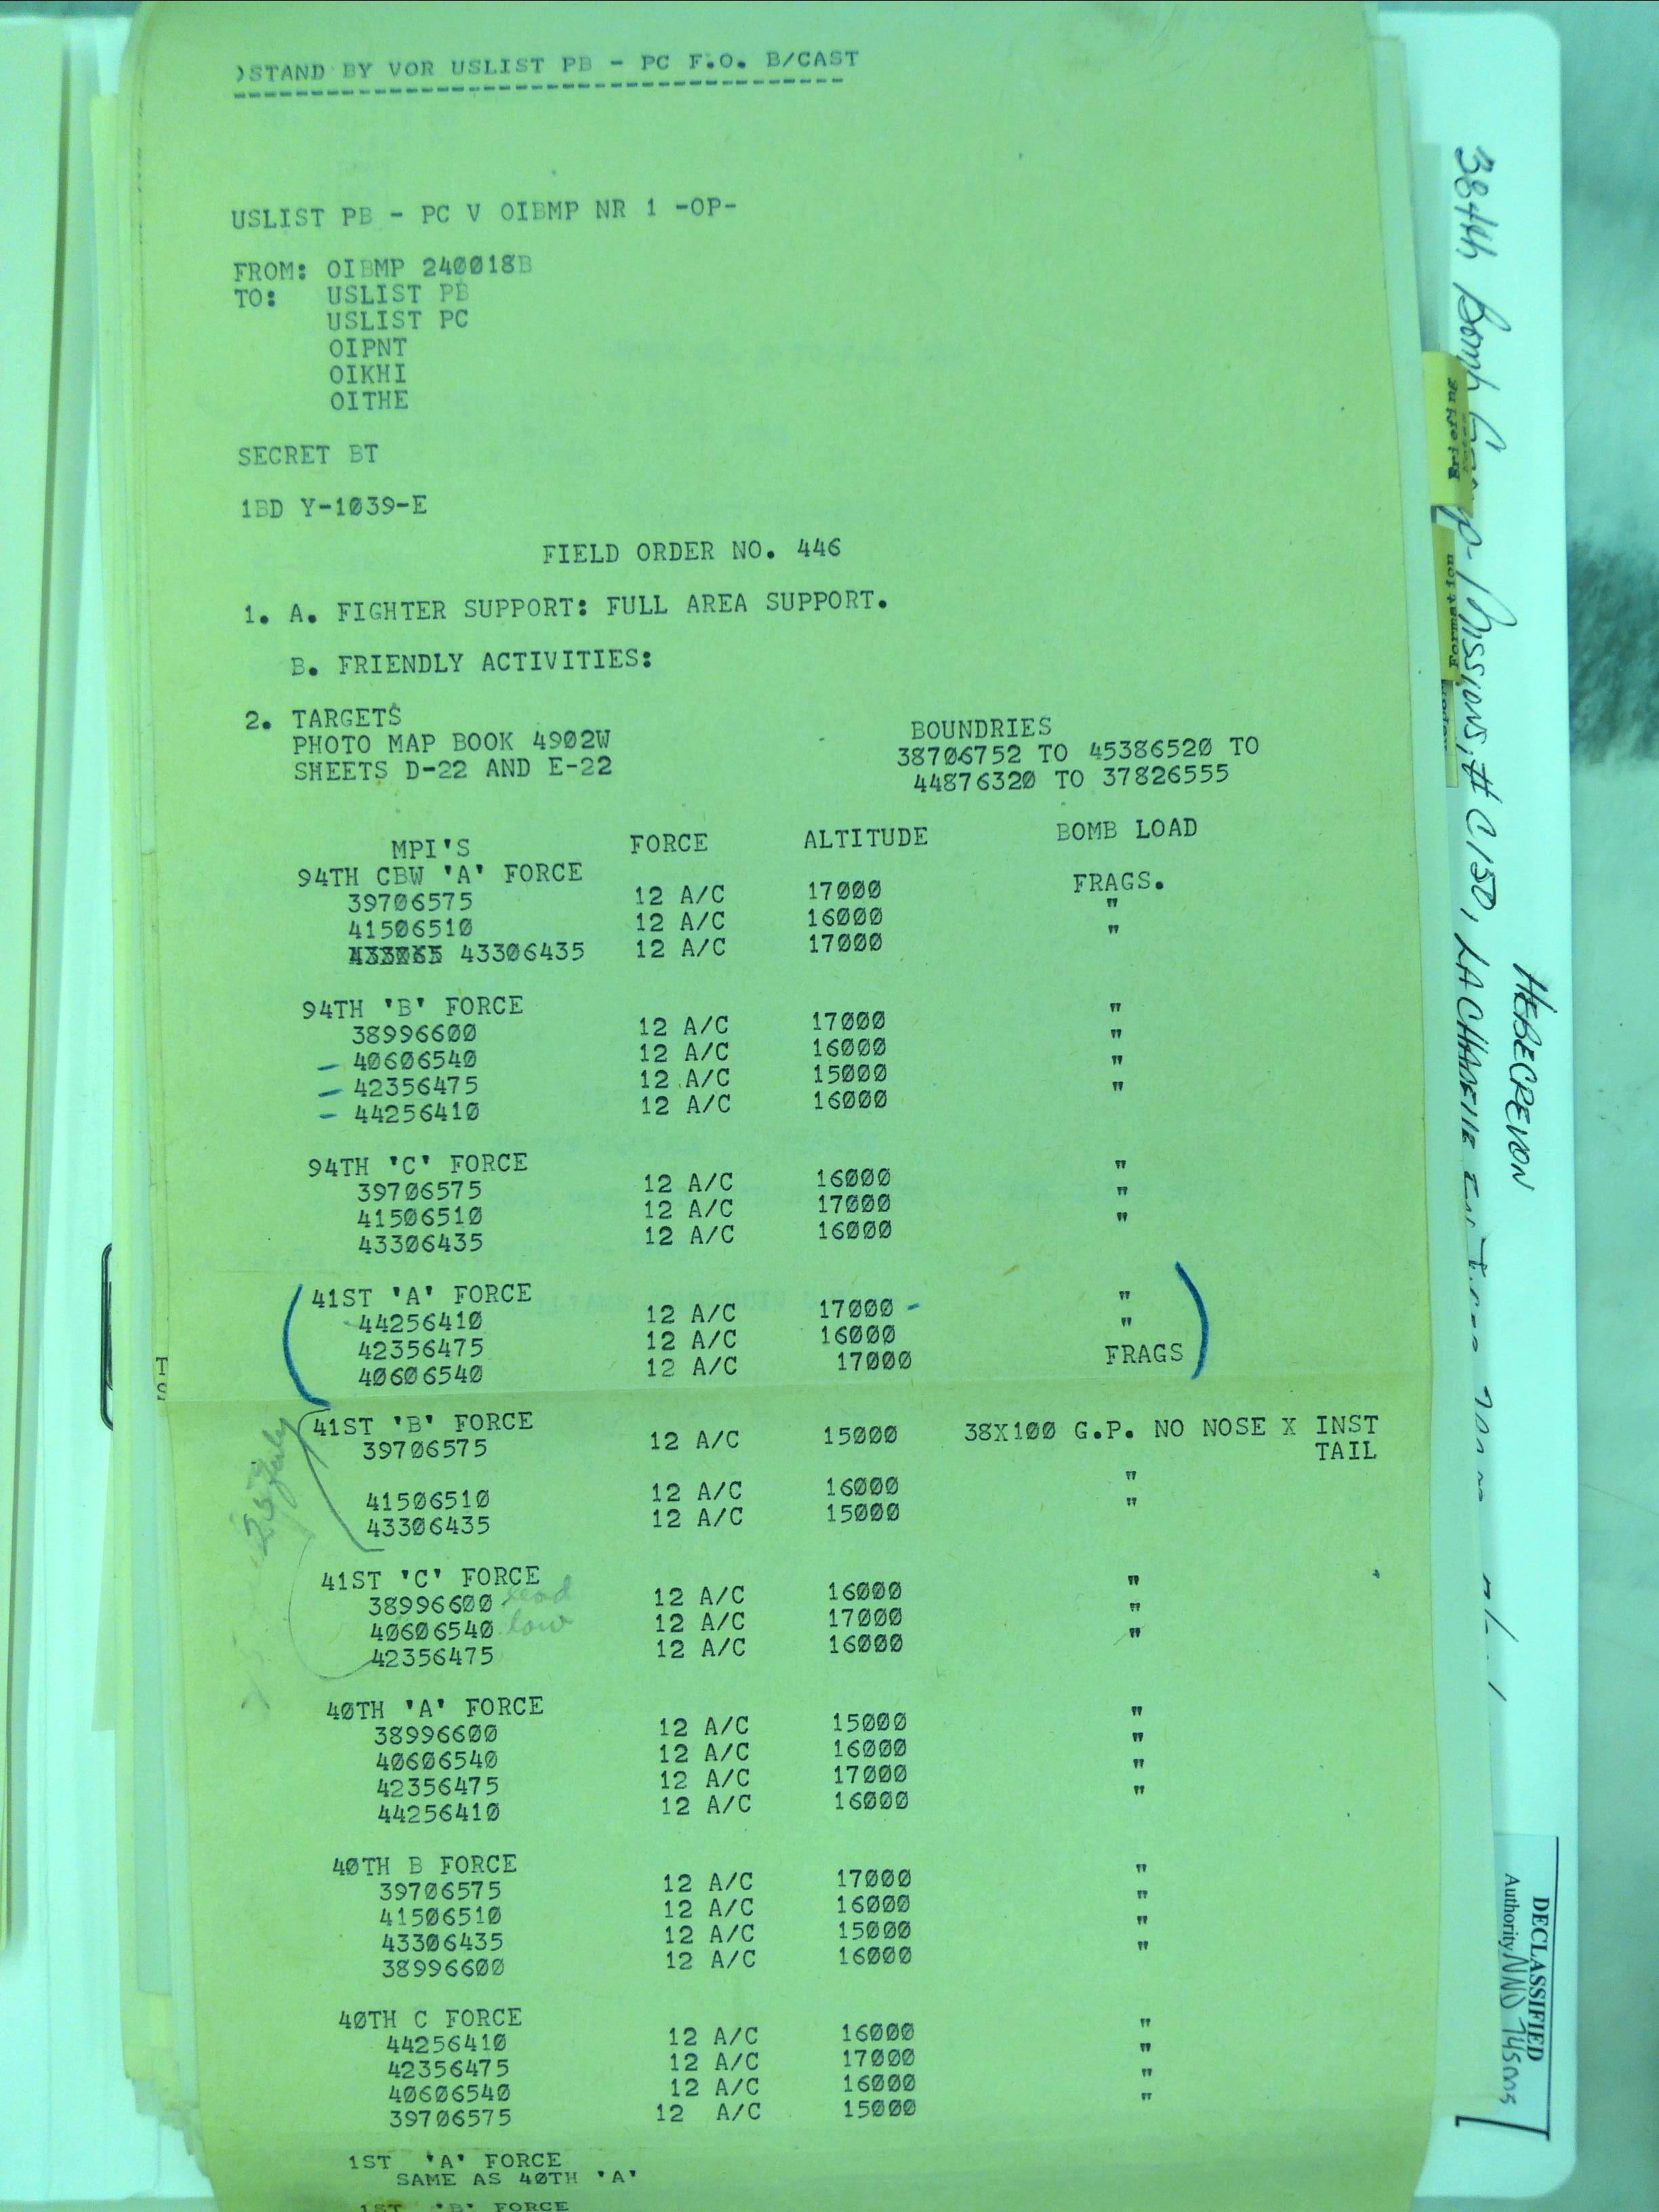 )STAND BY VOR USLIST PB - PC F.O. B/CAST
USLIST PB - PC V OIBMP NR 1 -OP-
FROM: OIBMP 240018B
TO: USLIST PB
USLIST PC
OIPNT
OIKHI
OITHE
SECRET BT
1BD Y-1039-E
FIELD ORDER NO. 446
1. A. FIGHTER SUPPORT: FULL AREA SUPPORT.
B. FRIENDLY ACTIVITIES:
2. TARGETS BOUNDRIES
PHOTO MAP BOOK 4902W 38706752 TO 45386520 TO
SHEETS D-22 AND E-22 44876320 TO 37826555
MPI'S FORCE ALTITUDE BOMB LOAD
94TH CBW 'A' FORCE
39706575 12 A/C 17000 FRAGS.
41506510 12 A/C 16000 "
43306435 12 A/C 17000 "
94TH 'B' FORCE
38996600 12 A/C 17000 "
- 40606540 12 A/C 16000 "
- 42356475 12 A/C 15000 "
- 44256410 12 A/C 16000 "
94TH 'C' FORCE
39706575 12 A/C 16000 "
41506510 12 A/C 17000 "
43306435 12 A/C 16000 "
41ST 'A' FORCE
44256410 12 A/C 17000 - "
42356475 12 A/C 16000 "
40606540 12 A/C 17000 FRAGS
41ST 'B' FORCE
39706575 12 A/C 15000 38X100 G.P. NO NOSE X INST
TAIL
41506510 12 A/C 16000 "
43306435 12 A/C 15000 "
41ST 'C' FORCE
38996600 lead 12 A/C 16000 "
40606540 low 12 A/C 17000 "
42356475 12 A/C 16000 "
40TH 'A' FORCE
38996600 12 A/C 15000 "
40606540 12 A/C 16000 "
42356475 12 A/C 17000 "
44256410 12 A/C 16000 "
40TH B FORCE
39706575 12 A/C 17000 "
41506510 12 A/C 16000 "
43306435 12 A/C 15000 "
38996600 12 A/C 16000 "
40TH C FORCE
44256410 12 A/C 16000 "
42356475 12 A/C 17000 "
40606540 12 A/C 16000 "
39706575 12 A/C 15000 "
1ST 'A' FORCE
SAME AS 40TH 'A'
1ST 'B' FORCE
T
S
25 July
Briefing
Formation
384th Bomb Group - Missions, # C150, LA CHAPELLE
HEBECREVON
DECLASSIFIED
Authority NND 745005